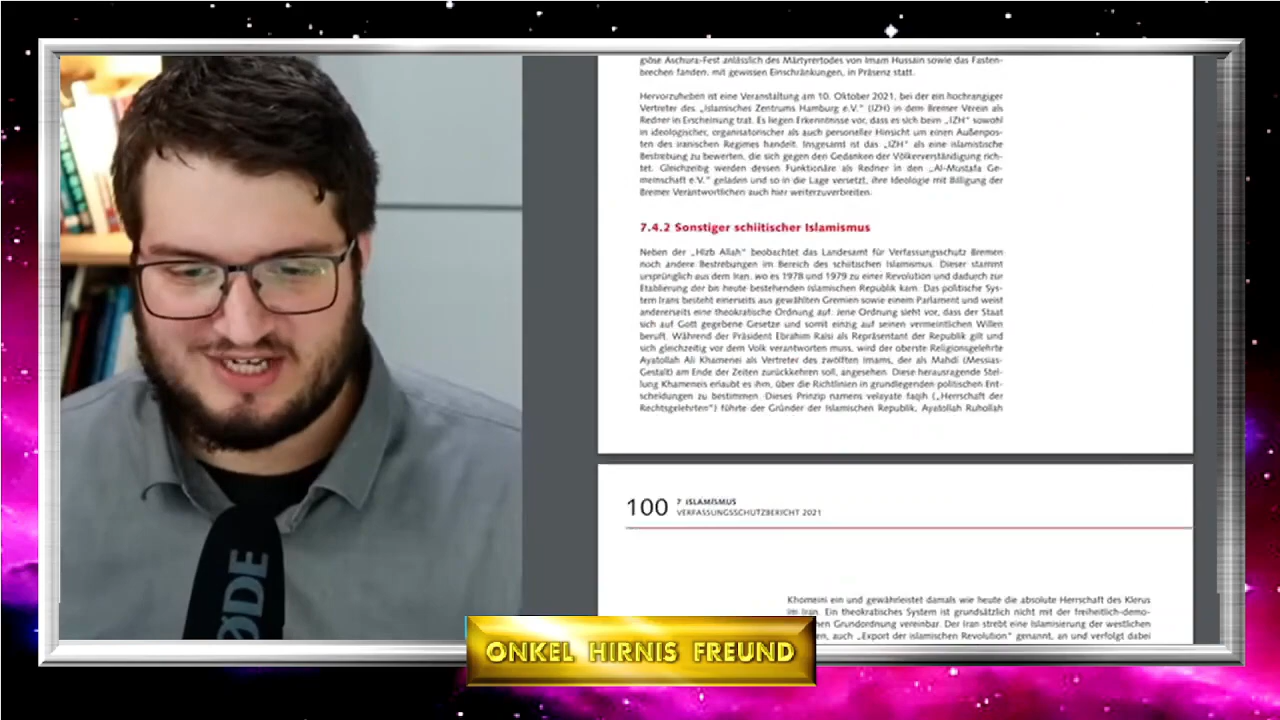 giöse Aschura-Fest anlässlich des Märtyrertodes von Imam Hussain sowie das Fasten-
brechen fanden, mit gewissen Einschränkungen, in Präsenz statt.
Hervorzuheben ist eine Veranstaltung am 10. Oktober 2021, bei der ein hochrangiger
Vertreter des „Islamisches Zentrums Hamburg e.V.“ (IZH) in dem Bremer Verein als
Redner in Erscheinung trat. Es liegen Erkenntnisse vor, dass es sich beim „IZH“ sowohl
in ideologischer, organisatorischer als auch personeller Hinsicht um einen Außenpos-
ten des iranischen Regimes handelt. Insgesamt ist das „IZH“ als eine islamistische
Bestrebung zu bewerten, die sich gegen den Gedanken der Völkerverständigung rich-
tet. Gleichzeitig werden dessen Funktionäre als Redner in den „Al-Mustafa Ge-
meinschaft e.V.“ geladen und so in die Lage versetzt, ihre Ideologie mit Billigung der
Bremer Verantwortlichen auch hier weiterzuverbreiten.
7.4.2 Sonstiger schiitischer Islamismus
Neben der „Hizb Allah“ beobachtet das Landesamt für Verfassungsschutz Bremen
noch andere Bestrebungen im Bereich des schiitischen Islamismus. Dieser stammt
ursprünglich aus dem Iran, wo es 1978 und 1979 zu einer Revolution und dadurch zur
Etablierung der bis heute bestehenden Islamischen Republik kam. Das politische Sys-
tem Irans besteht einerseits aus gewählten Gremien sowie einem Parlament und weist
andererseits eine theokratische Ordnung auf. Jene Ordnung sieht vor, dass der Staat
sich auf Gott gegebene Gesetze und somit einzig auf seinen vermeintlichen Willen
beruft. Während der Präsident Ebrahim Raisi als Repräsentant der Republik gilt und
sich gleichzeitig vor dem Volk verantworten muss, wird der oberste Religionsgelehrte
Ayatollah Ali Khamenei als Vertreter des zwölften Imams, der als Mahdi (Messias-
Gestalt) am Ende der Zeiten zurückkehren soll, angesehen. Diese herausragende Stel-
lung Khameneis erlaubt es ihm, über die Richtlinien in grundlegenden politischen Ent-
scheidungen zu bestimmen. Dieses Prinzip namens velayate faqih („Herrschaft der
Rechtsgelehrten“) führte der Gründer der Islamischen Republik, Ayatollah Ruhollah
100 7 ISLAMISMUS
VERFASSUNGSSCHUTZBERICHT 2021
Khomeini ein und gewährleistet damals wie heute die absolute Herrschaft des Klerus
im Iran. Ein theokratisches System ist grundsätzlich nicht mit der freiheitlich-demo-
hen Grundordnung vereinbar. Der Iran strebt eine Islamisierung der westlichen
en, auch „Export der islamischen Revolution“ genannt, an und verfolgt dabei
ØDE
ONKEL HIRNIS FREUND